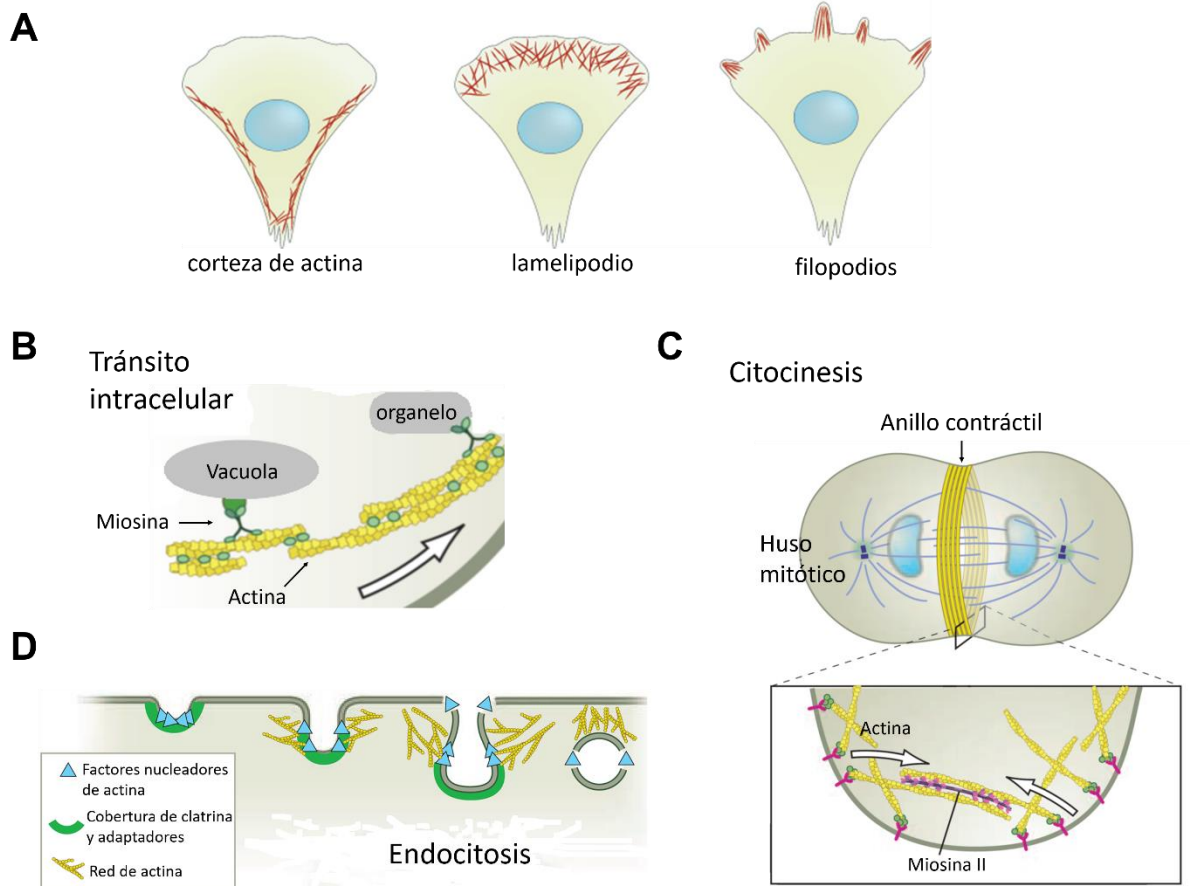 A
corteza de actina
lamelipodio
filopodios
B
Tránsito
intracelular
organelo
Vacuola
Miosina
Actina
C
Citocinesis
Anillo contráctil
Huso
mitótico
Actina
Miosina II
D
Factores nucleadores
de actina
Cobertura de clatrina
y adaptadores
Red de actina
Endocitosis